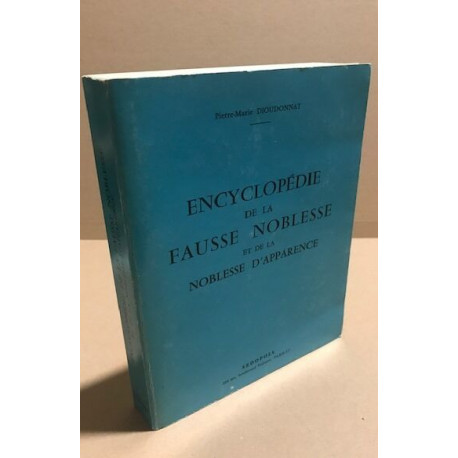 Pierre-Marie DIOUDONNAT
ENCYCLOPÉDIE
DE LA
FAUSSE NOBLESSE
ET DE LA
NOBLESSE D'APPARENCE
SEDOPOLS